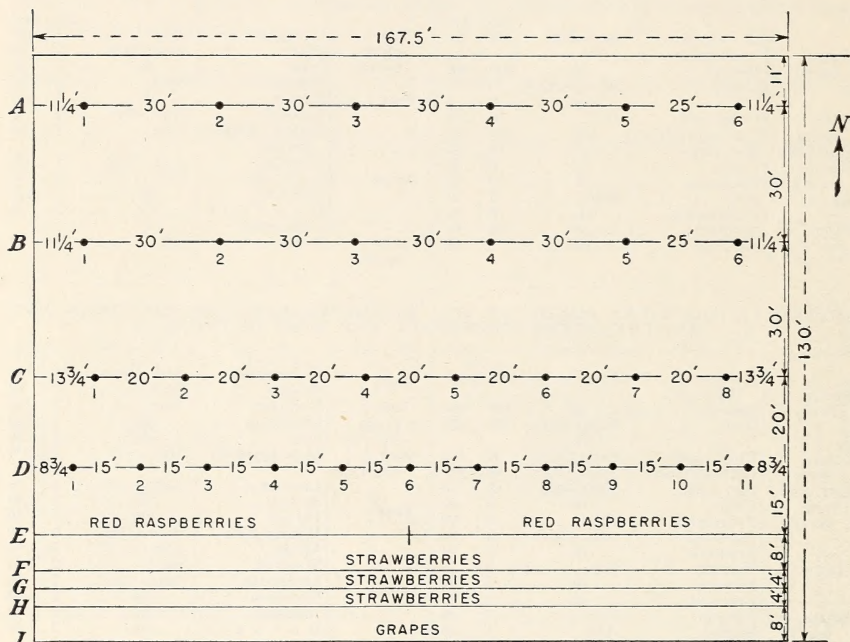 167.5'
11'
A 11¼' 30' 30' 30' 30' 25' 11¼'
1 2 3 4 5 6
N
30'
B 11¼' 30' 30' 30' 30' 25' 11¼'
1 2 3 4 5 6
30'
130'
C 13¾' 20' 20' 20' 20' 20' 20' 20' 13¾'
1 2 3 4 5 6 7 8
20'
D 8¾' 15' 15' 15' 15' 15' 15' 15' 15' 15' 15' 8¾'
1 2 3 4 5 6 7 8 9 10 11
15'
RED RASPBERRIES RED RASPBERRIES
E
8'
STRAWBERRIES
F
STRAWBERRIES
4'
G
STRAWBERRIES
4'
H
8'
GRAPES
I